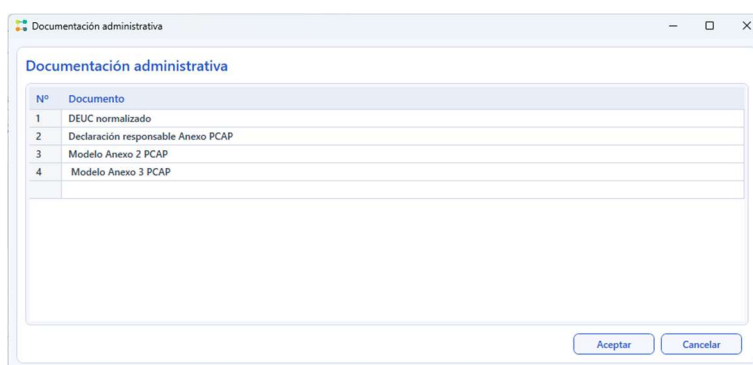 Documentación administrativa
Documentación administrativa
Nº Documento
1 DEUC normalizado
2 Declaración responsable Anexo PCAP
3 Modelo Anexo 2 PCAP
4 Modelo Anexo 3 PCAP
Aceptar Cancelar